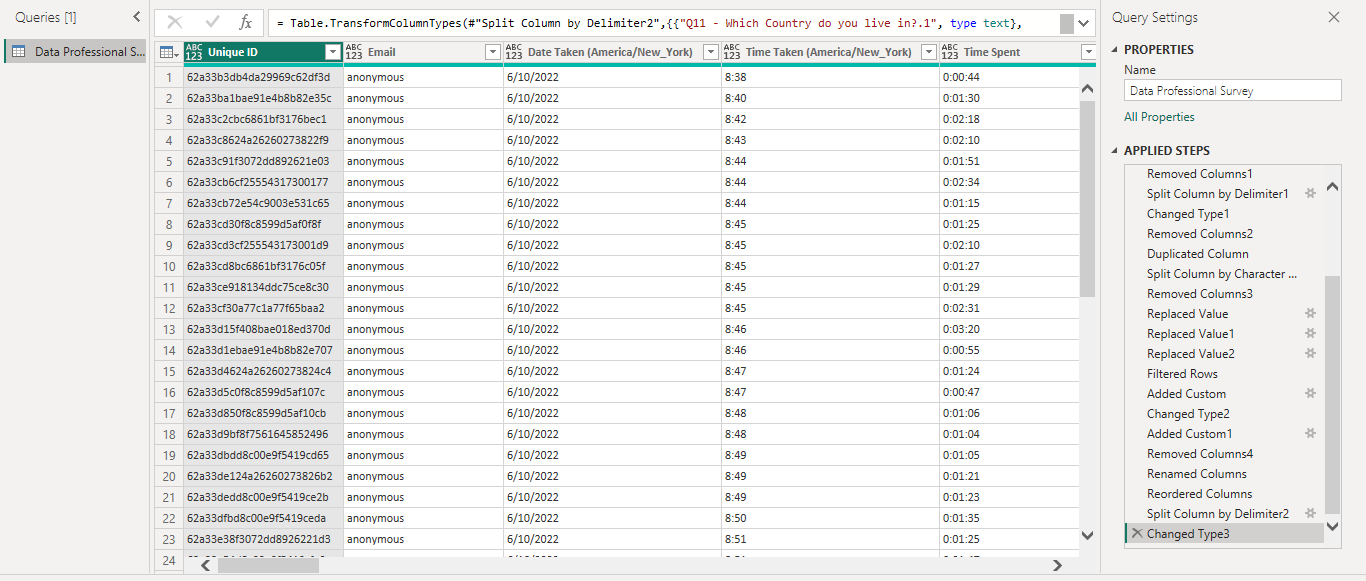 Queries [1]
Data Professional S...
fx
= Table.TransformColumnTypes(#"Split Column by Delimiter2",{{"Q11 - Which Country do you live in?.1", type text},
ABC 123 Unique ID ABC 123 Email ABC 123 Date Taken (America/New_York) ABC 123 Time Taken (America/New_York) ABC 123 Time Spent
1 62a33b3db4da29969c62df3d anonymous 6/10/2022 8:38 0:00:44
2 62a33ba1bae91e4b8b82e35c anonymous 6/10/2022 8:40 0:01:30
3 62a33c2cbc6861bf3176bec1 anonymous 6/10/2022 8:42 0:02:18
4 62a33c8624a26260273822f9 anonymous 6/10/2022 8:43 0:02:10
5 62a33c91f3072dd892621e03 anonymous 6/10/2022 8:44 0:01:51
6 62a33cb6cf25554317300177 anonymous 6/10/2022 8:44 0:02:34
7 62a33cb72e54c9003e531c65 anonymous 6/10/2022 8:44 0:01:15
8 62a33cd30f8c8599d5af0f8f anonymous 6/10/2022 8:45 0:01:25
9 62a33cd3cf255543173001d9 anonymous 6/10/2022 8:45 0:02:10
10 62a33cd8bc6861bf3176c05f anonymous 6/10/2022 8:45 0:01:27
11 62a33ce918134ddc75ce8c30 anonymous 6/10/2022 8:45 0:01:29
12 62a33cf30a77c1a77f65baa2 anonymous 6/10/2022 8:45 0:02:31
13 62a33d15f408bae018ed370d anonymous 6/10/2022 8:46 0:03:20
14 62a33d1ebae91e4b8b82e707 anonymous 6/10/2022 8:46 0:00:55
15 62a33d4624a26260273824c4 anonymous 6/10/2022 8:47 0:01:24
16 62a33d5c0f8c8599d5af107c anonymous 6/10/2022 8:47 0:00:47
17 62a33d850f8c8599d5af10cb anonymous 6/10/2022 8:48 0:01:06
18 62a33d9bf8f7561645852496 anonymous 6/10/2022 8:48 0:01:04
19 62a33dbdd8c00e9f5419cd65 anonymous 6/10/2022 8:49 0:01:05
20 62a33de124a26260273826b2 anonymous 6/10/2022 8:49 0:01:21
21 62a33dedd8c00e9f5419ce2b anonymous 6/10/2022 8:49 0:01:23
22 62a33dfbd8c00e9f5419ceda anonymous 6/10/2022 8:50 0:01:35
23 62a33e38f3072dd8926221d3 anonymous 6/10/2022 8:51 0:01:25
24
Query Settings
PROPERTIES
Name
Data Professional Survey
All Properties
APPLIED STEPS
Removed Columns1
Split Column by Delimiter1
Changed Type1
Removed Columns2
Duplicated Column
Split Column by Character ...
Removed Columns3
Replaced Value
Replaced Value1
Replaced Value2
Filtered Rows
Added Custom
Changed Type2
Added Custom1
Removed Columns4
Renamed Columns
Reordered Columns
Split Column by Delimiter2
Changed Type3